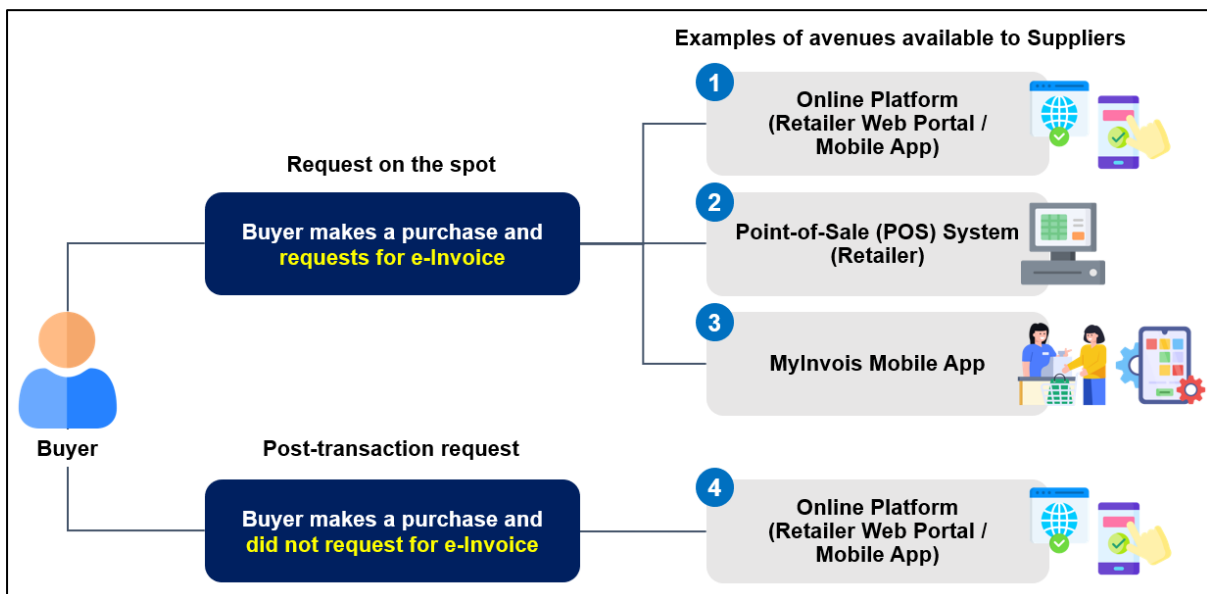 Examples of avenues available to Suppliers
Request on the spot
Buyer makes a purchase and
requests for e-Invoice
1
Online Platform
(Retailer Web Portal /
Mobile App)
2
Point-of-Sale (POS) System
(Retailer)
3
MyInvois Mobile App
Buyer
Post-transaction request
Buyer makes a purchase and
did not request for e-Invoice
4
Online Platform
(Retailer Web Portal /
Mobile App)